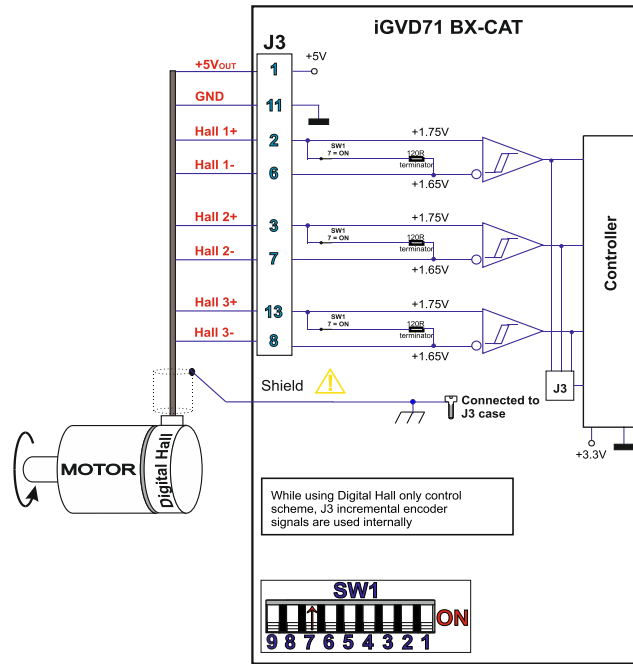 iGVD71 BX-CAT
J3
+5VOUT
1
+5V
GND
11
Hall 1+
2
+1.75V
SW1
7 = ON
120R
terminator
Hall 1-
6
+1.65V
Hall 2+
3
+1.75V
SW1
7 = ON
120R
terminator
Hall 2-
7
+1.65V
Hall 3+
13
+1.75V
SW1
7 = ON
120R
terminator
Hall 3-
8
+1.65V
Controller
J3
+3.3V
Shield
Connected to
J3 case
MOTOR
Digital Hall
While using Digital Hall only control
scheme, J3 incremental encoder
signals are used internally
SW1
ON
9 8 7 6 5 4 3 2 1